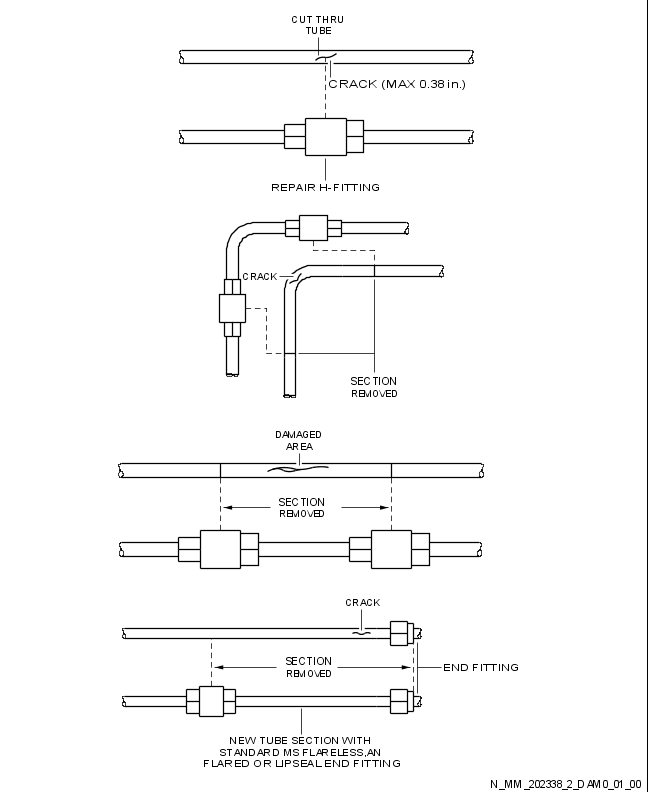 CUT THRU
TUBE
CRACK (MAX 0.38 in.)
REPAIR H-FITTING
CRACK
SECTION
REMOVED
DAMAGED
AREA
SECTION
REMOVED
CRACK
SECTION
REMOVED
END FITTING
NEW TUBE SECTION WITH
STANDARD MS FLARELESS,AN
FLARED OR LIPSEAL END FITTING
N_MM_202338_2_DAM0_01_00